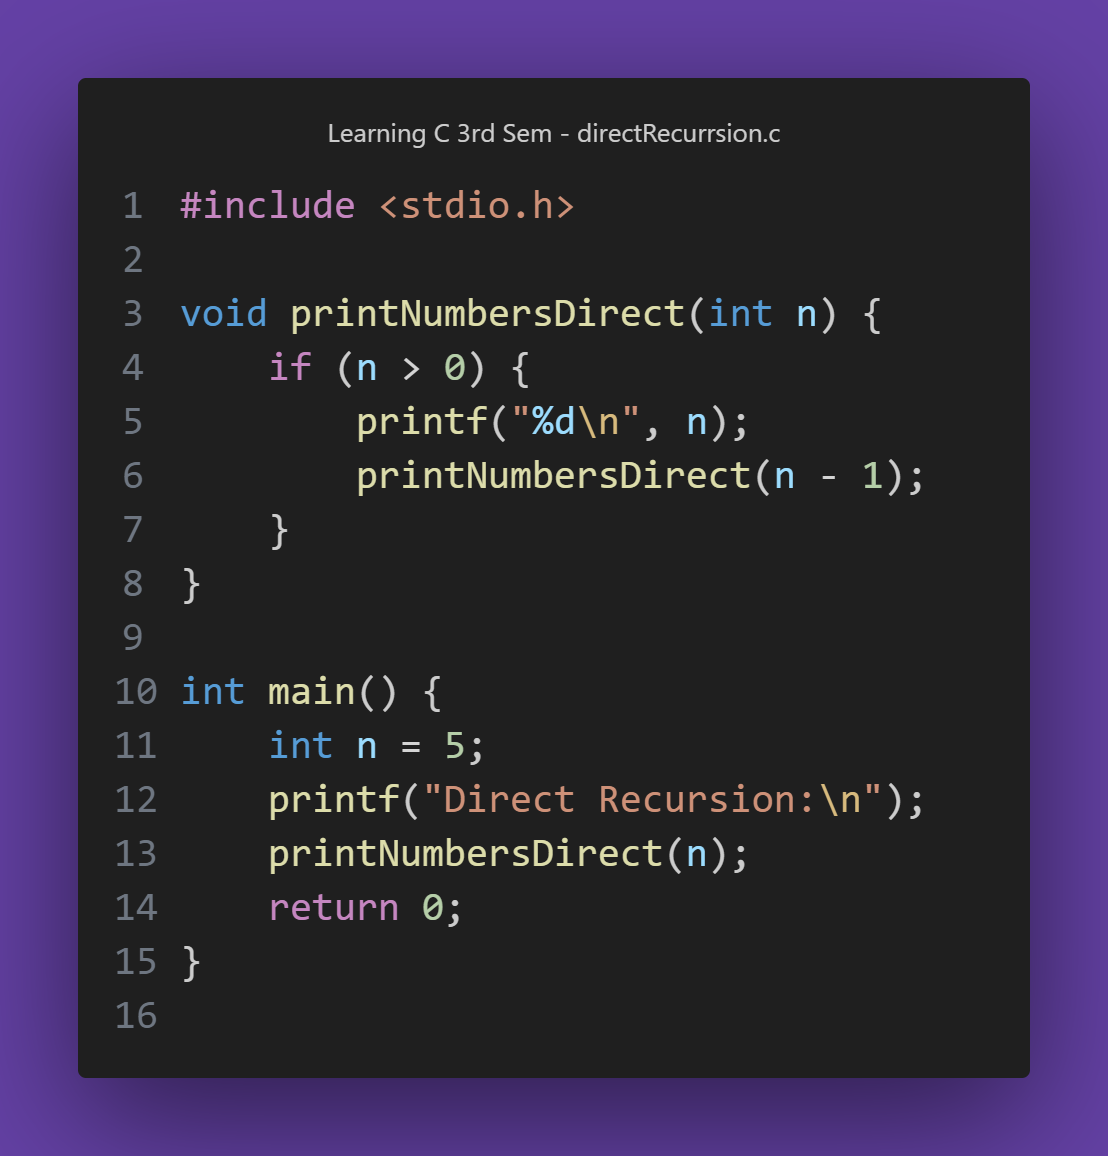 Learning C 3rd Sem - directRecurrsion.c
1 #include <stdio.h>
2
3 void printNumbersDirect(int n) {
4     if (n > 0) {
5         printf("%d\n", n);
6         printNumbersDirect(n - 1);
7     }
8 }
9
10 int main() {
11     int n = 5;
12     printf("Direct Recursion:\n");
13     printNumbersDirect(n);
14     return 0;
15 }
16